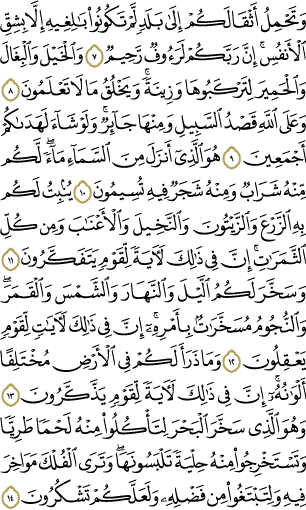 وَتَحْمِلُ أَثْقَالَكُمْ إِلَىٰ بَلَدٍ لَّمْ تَكُونُوا۟ بَٰلِغِيهِ إِلَّا بِشِقِّ
ٱلْأَنفُسِ ۚ إِنَّ رَبَّكُمْ لَرَءُوفٌ رَّحِيمٌ ٧ وَٱلْخَيْلَ وَٱلْبِغَالَ
وَٱلْحَمِيرَ لِتَرْكَبُوهَا وَزِينَةً ۚ وَيَخْلُقُ مَا لَا تَعْلَمُونَ ٨
وَعَلَى ٱللَّهِ قَصْدُ ٱلسَّبِيلِ وَمِنْهَا جَآئِرٌ ۚ وَلَوْ شَآءَ لَهَدَىٰكُمْ
أَجْمَعِينَ ٩ هُوَ ٱلَّذِىٓ أَنزَلَ مِنَ ٱلسَّمَآءِ مَآءً ۖ لَّكُم
مِّنْهُ شَرَابٌ وَمِنْهُ شَجَرٌ فِيهِ تُسِيمُونَ ١٠ يُنۢبِتُ لَكُم
بِهِ ٱلزَّرْعَ وَٱلزَّيْتُونَ وَٱلنَّخِيلَ وَٱلْأَعْنَٰبَ وَمِن كُلِّ
ٱلثَّمَرَٰتِ ۗ إِنَّ فِى ذَٰلِكَ لَـَٔايَةً لِّقَوْمٍ يَتَفَكَّرُونَ ١١
وَسَخَّرَ لَكُمُ ٱلَّيْلَ وَٱلنَّهَارَ وَٱلشَّمْسَ وَٱلْقَمَرَ ۖ
وَٱلنُّجُومُ مُسَخَّرَٰتٌۢ بِأَمْرِهِۦٓ ۗ إِنَّ فِى ذَٰلِكَ لَـَٔايَٰتٍ لِّقَوْمٍ
يَعْقِلُونَ ١٢ وَمَا ذَرَأَ لَكُمْ فِى ٱلْأَرْضِ مُخْتَلِفًا
أَلْوَٰنُهُۥٓ ۗ إِنَّ فِى ذَٰلِكَ لَـَٔايَةً لِّقَوْمٍ يَذَّكَّرُونَ ١٣
وَهُوَ ٱلَّذِى سَخَّرَ ٱلْبَحْرَ لِتَأْكُلُوا۟ مِنْهُ لَحْمًا طَرِيًّا
وَتَسْتَخْرِجُوا۟ مِنْهُ حِلْيَةً تَلْبَسُونَهَا ۖ وَتَرَى ٱلْفُلْكَ مَوَاخِرَ
فِيهِ وَلِتَبْتَغُوا۟ مِن فَضْلِهِۦ وَلَعَلَّكُمْ تَشْكُرُونَ ١٤